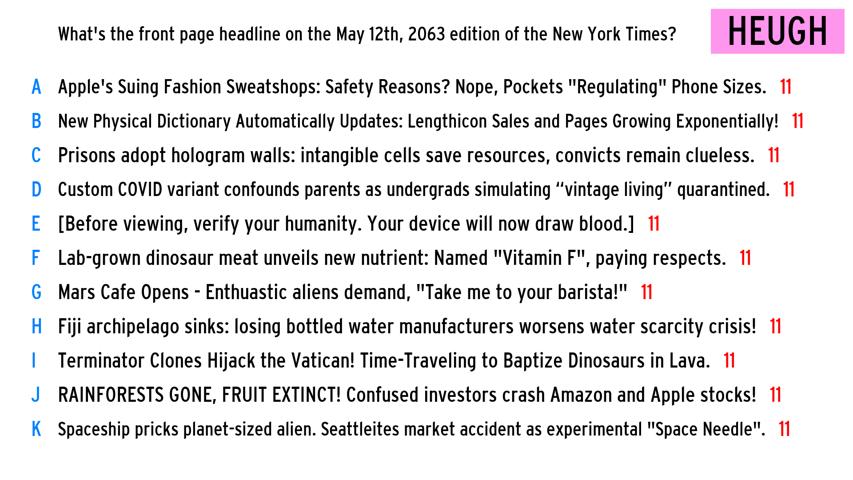 What's the front page headline on the May 12th, 2063 edition of the New York Times?
HEUGH
A Apple's Suing Fashion Sweatshops: Safety Reasons? Nope, Pockets "Regulating" Phone Sizes. 11
B New Physical Dictionary Automatically Updates: Lengthicon Sales and Pages Growing Exponentially! 11
C Prisons adopt hologram walls: intangible cells save resources, convicts remain clueless. 11
D Custom COVID variant confounds parents as undergrads simulating “vintage living” quarantined. 11
E [Before viewing, verify your humanity. Your device will now draw blood.] 11
F Lab-grown dinosaur meat unveils new nutrient: Named "Vitamin F", paying respects. 11
G Mars Cafe Opens - Enthuastic aliens demand, "Take me to your barista!" 11
H Fiji archipelago sinks: losing bottled water manufacturers worsens water scarcity crisis! 11
I Terminator Clones Hijack the Vatican! Time-Traveling to Baptize Dinosaurs in Lava. 11
J RAINFORESTS GONE, FRUIT EXTINCT! Confused investors crash Amazon and Apple stocks! 11
K Spaceship pricks planet-sized alien. Seattleites market accident as experimental "Space Needle". 11